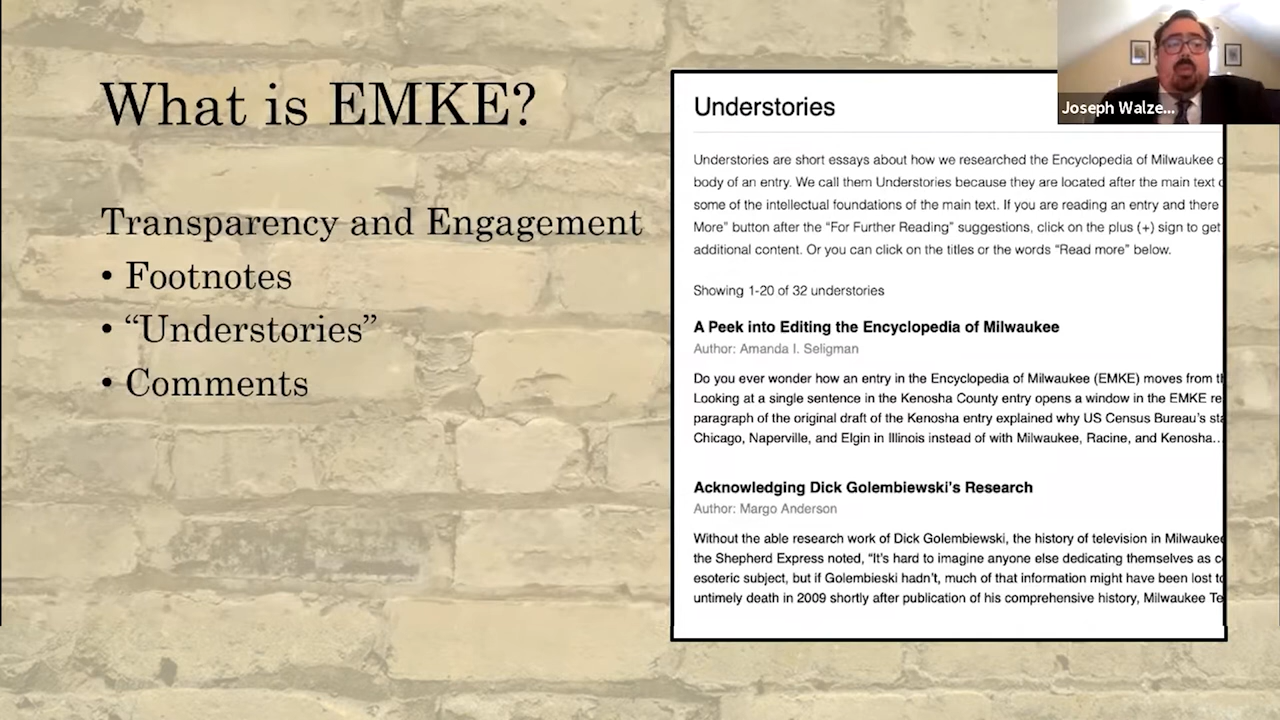 What is EMKE?
Transparency and Engagement
• Footnotes
• “Understories”
• Comments
Understories
Understories are short essays about how we researched the Encyclopedia of Milwaukee
body of an entry. We call them Understories because they are located after the main text
some of the intellectual foundations of the main text. If you are reading an entry and there
More” button after the “For Further Reading” suggestions, click on the plus (+) sign to get
additional content. Or you can click on the titles or the words “Read more” below.
Showing 1-20 of 32 understories
A Peek into Editing the Encyclopedia of Milwaukee
Author: Amanda I. Seligman
Do you ever wonder how an entry in the Encyclopedia of Milwaukee (EMKE) moves from
Looking at a single sentence in the Kenosha County entry opens a window in the EMKE re
paragraph of the original draft of the Kenosha entry explained why US Census Bureau’s sta
Chicago, Naperville, and Elgin in Illinois instead of with Milwaukee, Racine, and Kenosha...
Acknowledging Dick Golembiewski’s Research
Author: Margo Anderson
Without the able research work of Dick Golembiewski, the history of television in Milwaukee
the Shepherd Express noted, “It’s hard to imagine anyone else dedicating themselves as
esoteric subject, but if Golembieski hadn’t, much of that information might have been lost
untimely death in 2009 shortly after publication of his comprehensive history, Milwaukee Te
Joseph Walze...